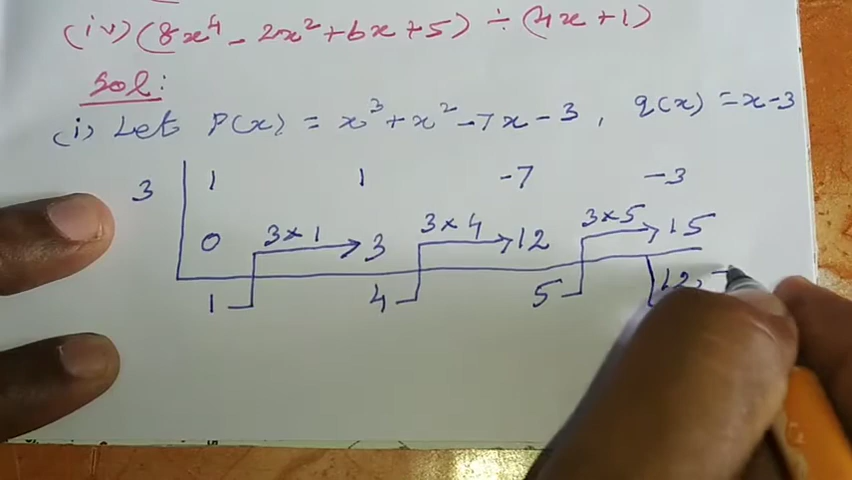 (iv) (8x⁴ - 2x² + 6x + 5) ÷ (4x + 1)
Sol:
(i) Let P(x) = x³ + x² - 7x - 3 , q(x) = x - 3
3 1 1 -7 -3
0 3×1 3 3×4 12 3×5 15
1 4 5 12,